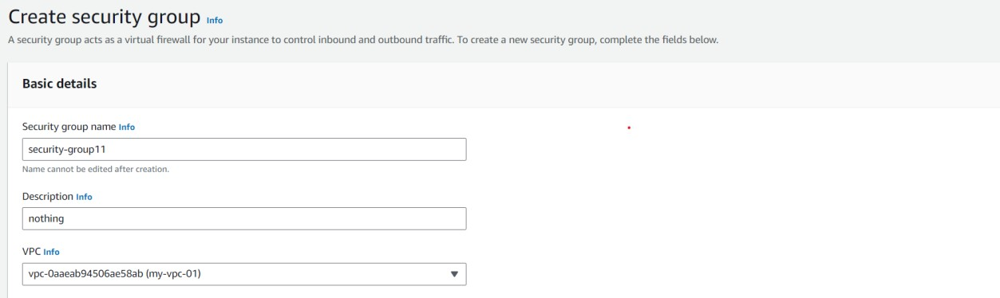 Create security group Info
A security group acts as a virtual firewall for your instance to control inbound and outbound traffic. To create a new security group, complete the fields below.
Basic details
Security group name Info
security-group11
Name cannot be edited after creation.
Description Info
nothing
VPC Info
vpc-0aaeab94506ae58ab (my-vpc-01)